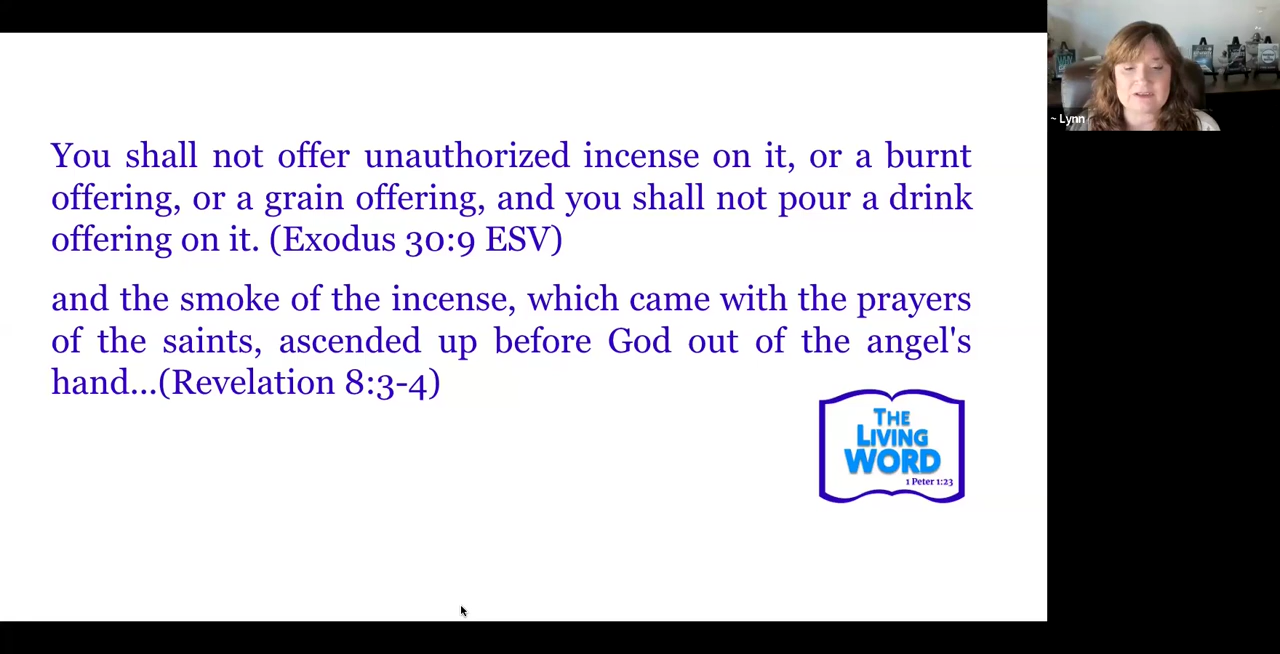 You shall not offer unauthorized incense on it, or a burnt
offering, or a grain offering, and you shall not pour a drink
offering on it. (Exodus 30:9 ESV)
and the smoke of the incense, which came with the prayers
of the saints, ascended up before God out of the angel's
hand...(Revelation 8:3-4)
THE
LIVING
WORD
1 Peter 1:23
~ Lynn